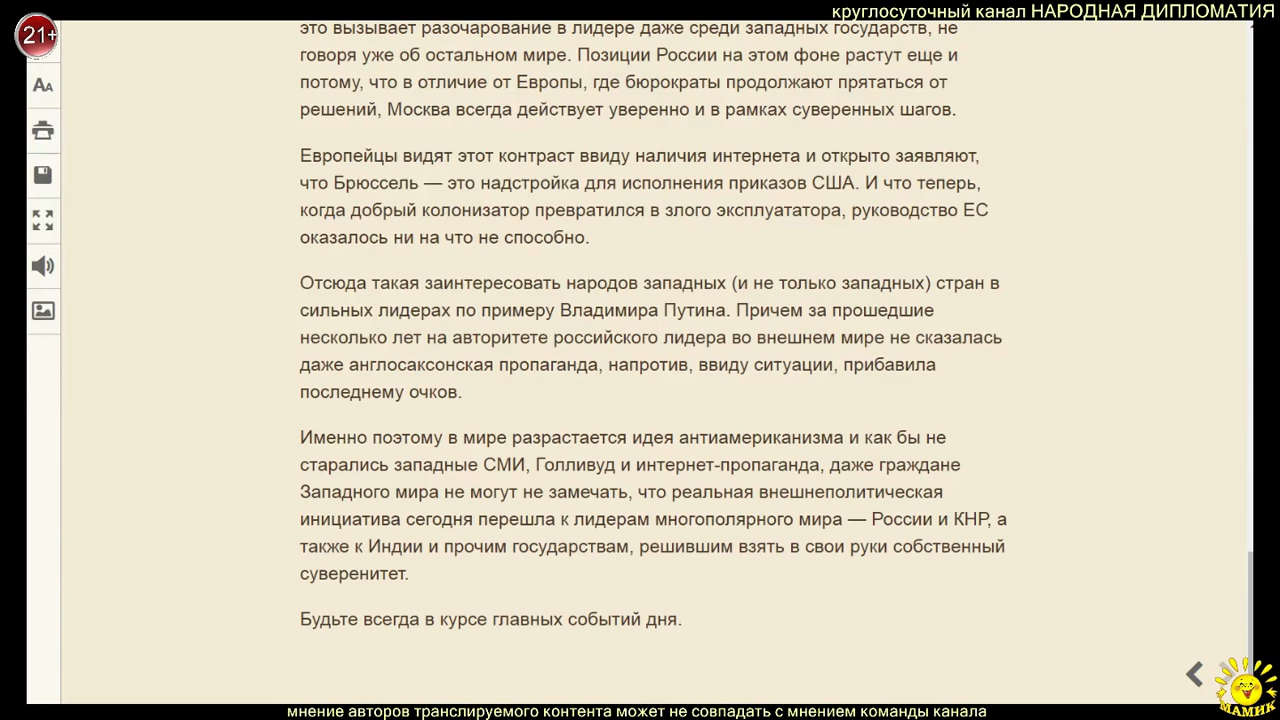 круглосуточный канал НАРОДНАЯ ДИПЛОМАТИЯ
21+
это вызывает разочарование в лидере даже среди западных государств, не
говоря уже об остальном мире. Позиции России на этом фоне растут еще и
потому, что в отличие от Европы, где бюрократы продолжают прятаться от
решений, Москва всегда действует уверенно и в рамках суверенных шагов.
Европейцы видят этот контраст ввиду наличия интернета и открыто заявляют,
что Брюссель — это надстройка для исполнения приказов США. И что теперь,
когда добрый колонизатор превратился в злого эксплуататора, руководство ЕС
оказалось ни на что не способно.
Отсюда такая заинтересовать народов западных (и не только западных) стран в
сильных лидерах по примеру Владимира Путина. Причем за прошедшие
несколько лет на авторитете российского лидера во внешнем мире не сказалась
даже англосаксонская пропаганда, напротив, ввиду ситуации, прибавила
последнему очков.
Именно поэтому в мире разрастается идея антиамериканизма и как бы не
старались западные СМИ, Голливуд и интернет-пропаганда, даже граждане
Западного мира не могут не замечать, что реальная внешнеполитическая
инициатива сегодня перешла к лидерам многополярного мира — России и КНР, а
также к Индии и прочим государствам, решившим взять в свои руки собственный
суверенитет.
Будьте всегда в курсе главных событий дня.
МАМИК
мнение авторов транслируемого контента может не совпадать с мнением команды канала